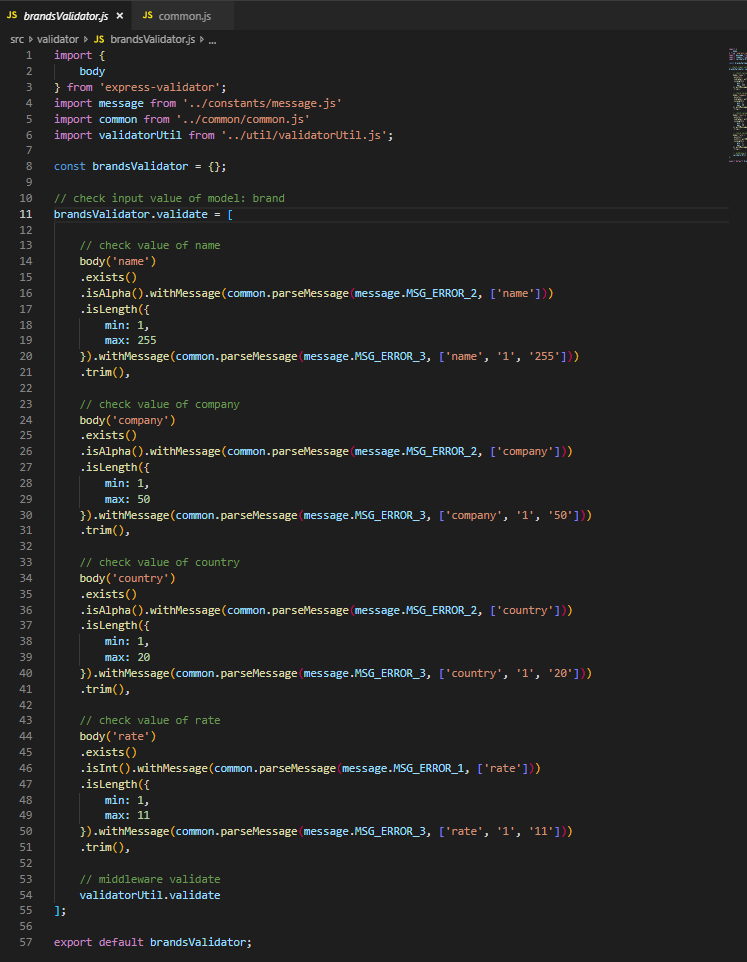 JS brandsValidator.js × JS common.js
src > validator > JS brandsValidator.js > ...
1 import {
2     body
3 } from 'express-validator';
4 import message from '../constants/message.js'
5 import common from '../common/common.js'
6 import validatorUtil from '../util/validatorUtil.js';
7
8 const brandsValidator = {};
9
10 // check input value of model: brand
11 brandsValidator.validate = [
12
13     // check value of name
14     body('name')
15     .exists()
16     .isAlpha().withMessage(common.parseMessage(message.MSG_ERROR_2, ['name']))
17     .isLength({
18         min: 1,
19         max: 255
20     }).withMessage(common.parseMessage(message.MSG_ERROR_3, ['name', '1', '255']))
21     .trim(),
22
23     // check value of company
24     body('company')
25     .exists()
26     .isAlpha().withMessage(common.parseMessage(message.MSG_ERROR_2, ['company']))
27     .isLength({
28         min: 1,
29         max: 50
30     }).withMessage(common.parseMessage(message.MSG_ERROR_3, ['company', '1', '50']))
31     .trim(),
32
33     // check value of country
34     body('country')
35     .exists()
36     .isAlpha().withMessage(common.parseMessage(message.MSG_ERROR_2, ['country']))
37     .isLength({
38         min: 1,
39         max: 20
40     }).withMessage(common.parseMessage(message.MSG_ERROR_3, ['country', '1', '20']))
41     .trim(),
42
43     // check value of rate
44     body('rate')
45     .exists()
46     .isInt().withMessage(common.parseMessage(message.MSG_ERROR_1, ['rate']))
47     .isLength({
48         min: 1,
49         max: 11
50     }).withMessage(common.parseMessage(message.MSG_ERROR_3, ['rate', '1', '11']))
51     .trim(),
52
53     // middleware validate
54     validatorUtil.validate
55 ];
56
57 export default brandsValidator;